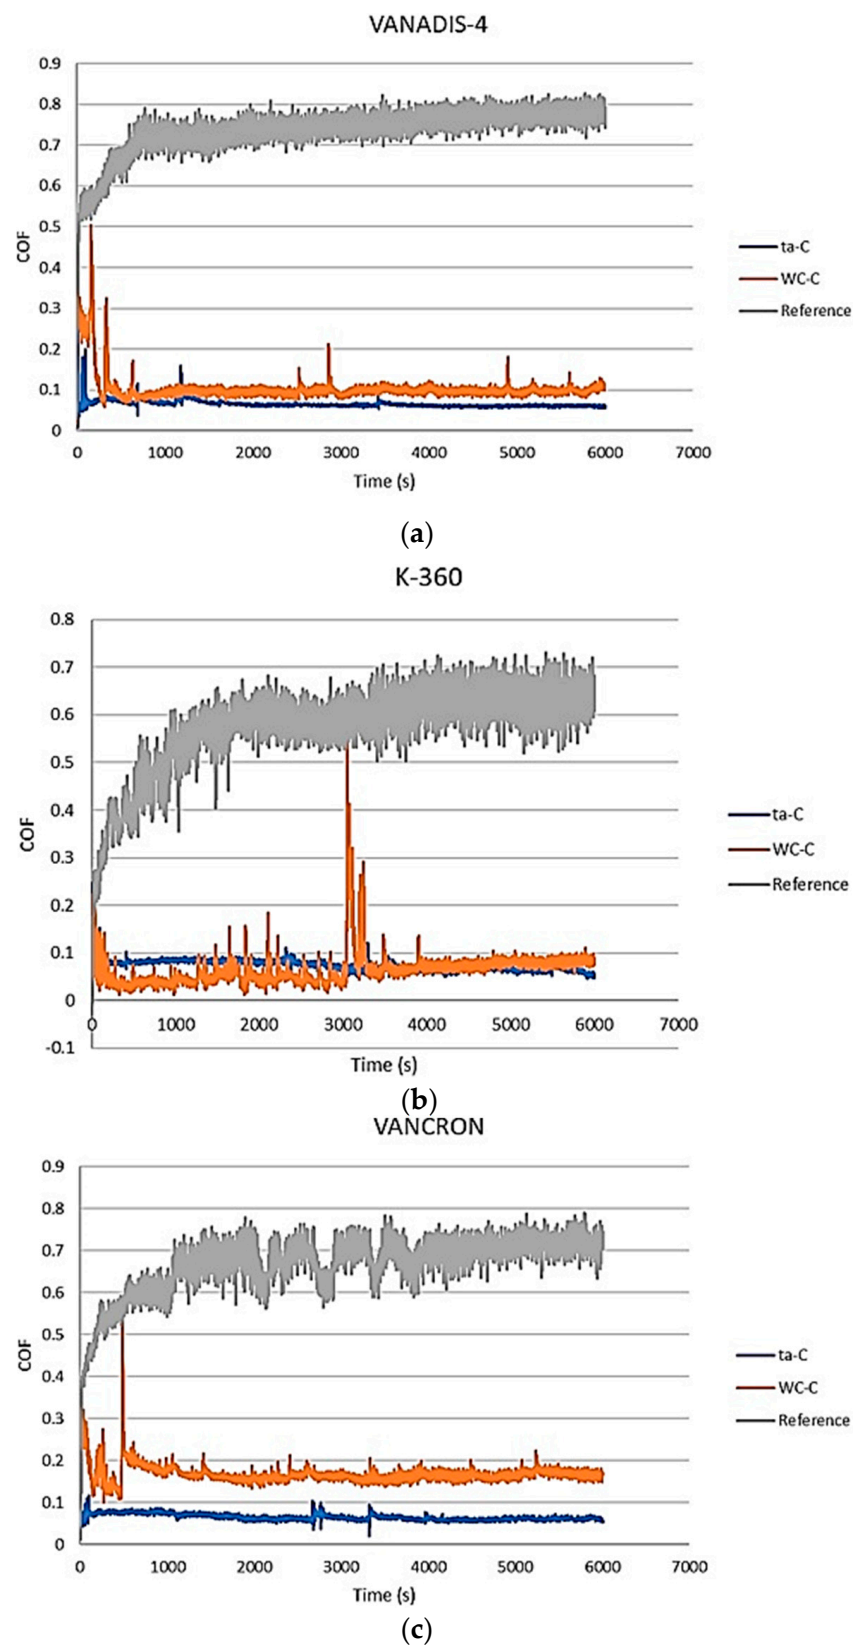 VANADIS-4
0.9
0.8
0.7
0.6
0.5
0.4
0.3
0.2
0.1
0
COF
0 1000 2000 3000 4000 5000 6000 7000
Time (s)
ta-C
WC-C
Reference
(a)
K-360
0.8
0.7
0.6
0.5
0.4
0.3
0.2
0.1
0
-0.1
COF
0 1000 2000 3000 4000 5000 6000 7000
Time (s)
ta-C
WC-C
Reference
(b)
VANCRON
0.9
0.8
0.7
0.6
0.5
0.4
0.3
0.2
0.1
0
COF
0 1000 2000 3000 4000 5000 6000 7000
Time (s)
ta-C
WC-C
Reference
(c)